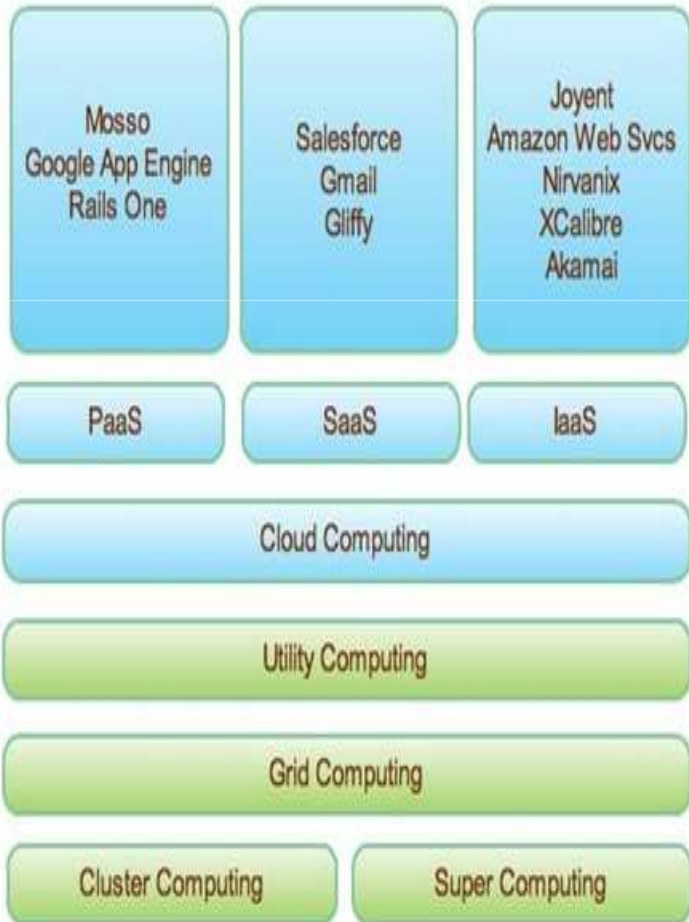 Mosso
Google App Engine
Rails One
Salesforce
Gmail
Gliffy
Joyent
Amazon Web Svcs
Nirvanix
XCalibre
Akamai
PaaS
SaaS
IaaS
Cloud Computing
Utility Computing
Grid Computing
Cluster Computing
Super Computing